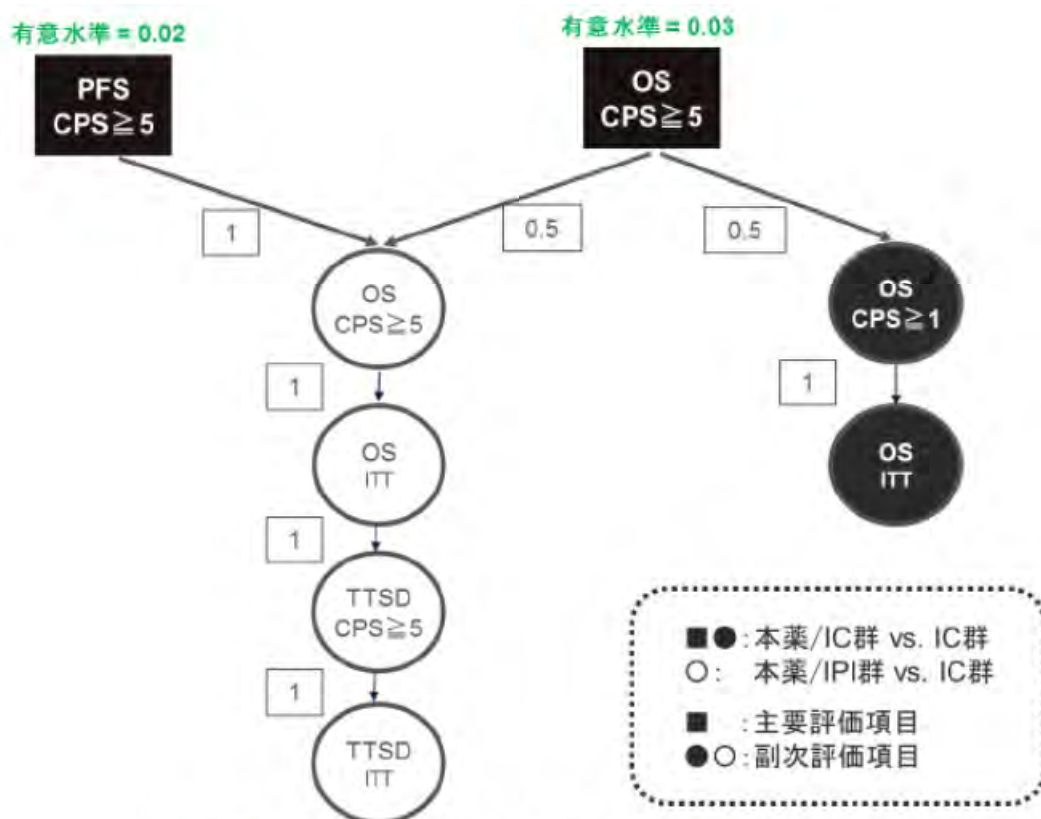 有意水準 = 0.02
有意水準 = 0.03
PFS
CPS≧5
OS
CPS≧5
1
0.5
0.5
OS
CPS≧5
OS
CPS≧1
1
1
OS
ITT
OS
ITT
1
TTSD
CPS≧5
1
TTSD
ITT
■●:本薬/IC群 vs. IC群
○: 本薬/IPI群 vs. IC群
■ :主要評価項目
●○:副次評価項目